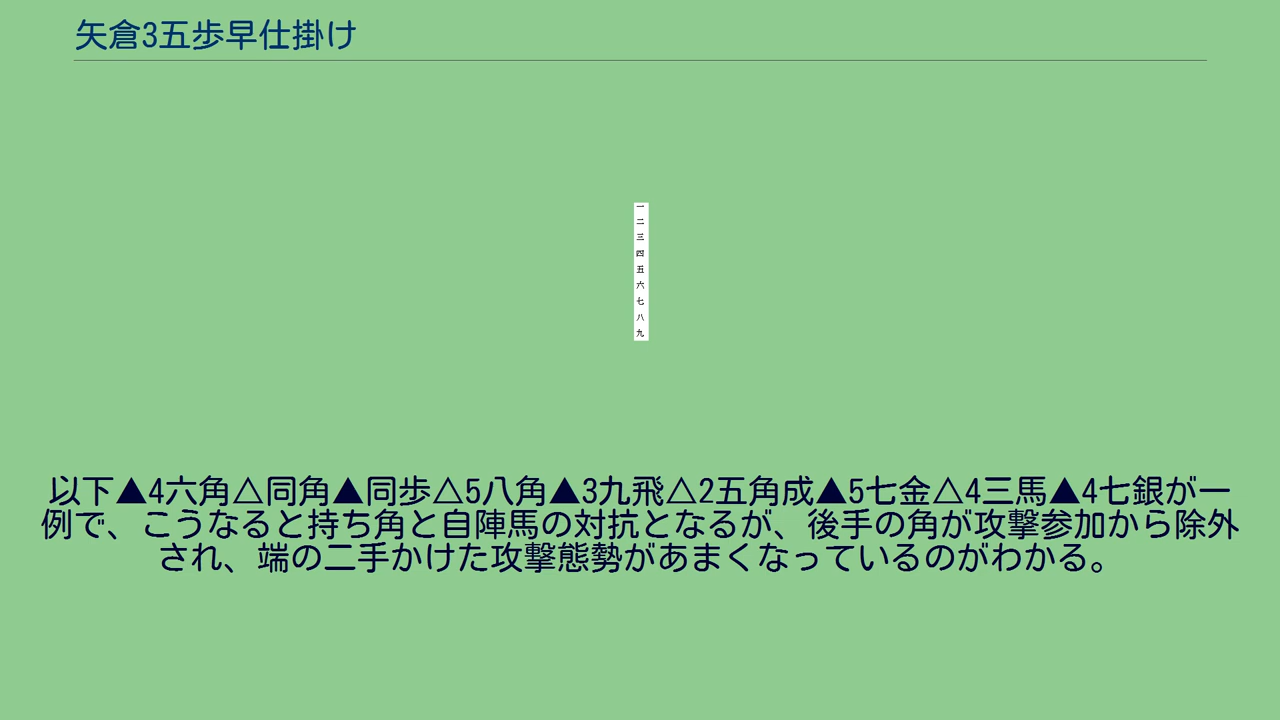 矢倉3五歩早仕掛け
一
二
三
四
五
六
七
八
九
以下▲4六角△同角▲同歩△5八角▲3九飛△2五角成▲5七金△4三馬▲4七銀が一
例で、こうなると持ち角と自陣馬の対抗となるが、後手の角が攻撃参加から除外
され、端の二手かけた攻撃態勢があまくなっているのがわかる。